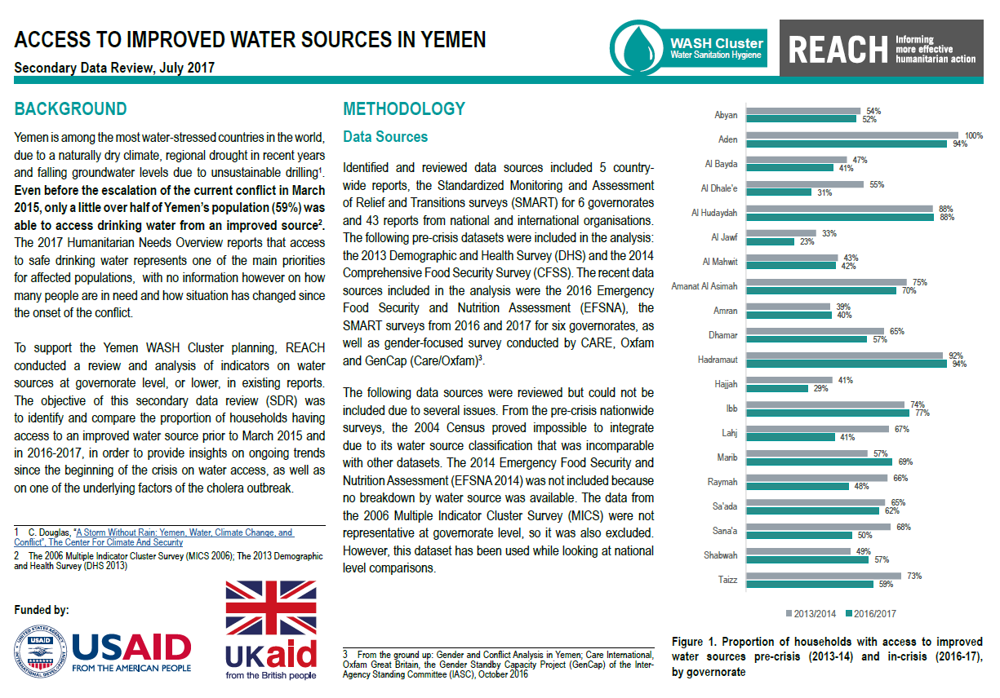 ACCESS TO IMPROVED WATER SOURCES IN YEMEN
Secondary Data Review, July 2017
WASH Cluster
Water Sanitation Hygiene
REACH
Informing
more effective
humanitarian action
BACKGROUND
Yemen is among the most water-stressed countries in the world,
due to a naturally dry climate, regional drought in recent years
and falling groundwater levels due to unsustainable drilling¹.
Even before the escalation of the current conflict in March
2015, only a little over half of Yemen's population (59%) was
able to access drinking water from an improved source².
The 2017 Humanitarian Needs Overview reports that access
to safe drinking water represents one of the main priorities
for affected populations, with no information however on how
many people are in need and how situation has changed since
the onset of the conflict.
To support the Yemen WASH Cluster planning, REACH
conducted a review and analysis of indicators on water
sources at governorate level, or lower, in existing reports.
The objective of this secondary data review (SDR) was
to identify and compare the proportion of households having
access to an improved water source prior to March 2015 and
in 2016-2017, in order to provide insights on ongoing trends
since the beginning of the crisis on water access, as well as
on one of the underlying factors of the cholera outbreak.
1 C. Douglas, "A Storm Without Rain: Yemen, Water, Climate Change, and
Conflict", The Center For Climate And Security
2 The 2006 Multiple Indicator Cluster Survey (MICS 2006); The 2013 Demographic
and Health Survey (DHS 2013)
Funded by:
UNITED STATES AGENCY
USAID
INTERNATIONAL DEVELOPMENT
USAID
FROM THE AMERICAN PEOPLE
UKaid
from the British people
METHODOLOGY
Data Sources
Identified and reviewed data sources included 5 country-
wide reports, the Standardized Monitoring and Assessment
of Relief and Transitions surveys (SMART) for 6 governorates
and 43 reports from national and international organisations.
The following pre-crisis datasets were included in the analysis:
the 2013 Demographic and Health Survey (DHS) and the 2014
Comprehensive Food Security Survey (CFSS). The recent data
sources included in the analysis were the 2016 Emergency
Food Security and Nutrition Assessment (EFSNA), the
SMART surveys from 2016 and 2017 for six governorates, as
well as gender-focused survey conducted by CARE, Oxfam
and GenCap (Care/Oxfam)³.
The following data sources were reviewed but could not be
included due to several issues. From the pre-crisis nationwide
surveys, the 2004 Census proved impossible to integrate
due to its water source classification that was incomparable
with other datasets. The 2014 Emergency Food Security and
Nutrition Assessment (EFSNA 2014) was not included because
no breakdown by water source was available. The data from
the 2006 Multiple Indicator Cluster Survey (MICS) were not
representative at governorate level, so it was also excluded.
However, this dataset has been used while looking at national
level comparisons.
3 From the ground up: Gender and Conflict Analysis in Yemen; Care International,
Oxfam Great Britain, the Gender Standby Capacity Project (GenCap) of the Inter-
Agency Standing Committee (IASC), October 2016
Abyan 54% 52%
Aden 100% 94%
Al Bayda 47% 41%
Al Dhale'e 55% 31%
Al Hudaydah 88% 88%
Al Jawf 33% 23%
Al Mahwit 43% 42%
Amanat Al Asimah 75% 70%
Amran 39% 40%
Dhamar 65% 57%
Hadramaut 92% 94%
Hajjah 41% 29%
Ibb 74% 77%
Lahj 67% 41%
Marib 57% 69%
Raymah 66% 48%
Sa'ada 65% 62%
Sana'a 68% 50%
Shabwah 49% 57%
Taizz 73% 59%
2013/2014 2016/2017
Figure 1. Proportion of households with access to improved
water sources pre-crisis (2013-14) and in-crisis (2016-17),
by governorate